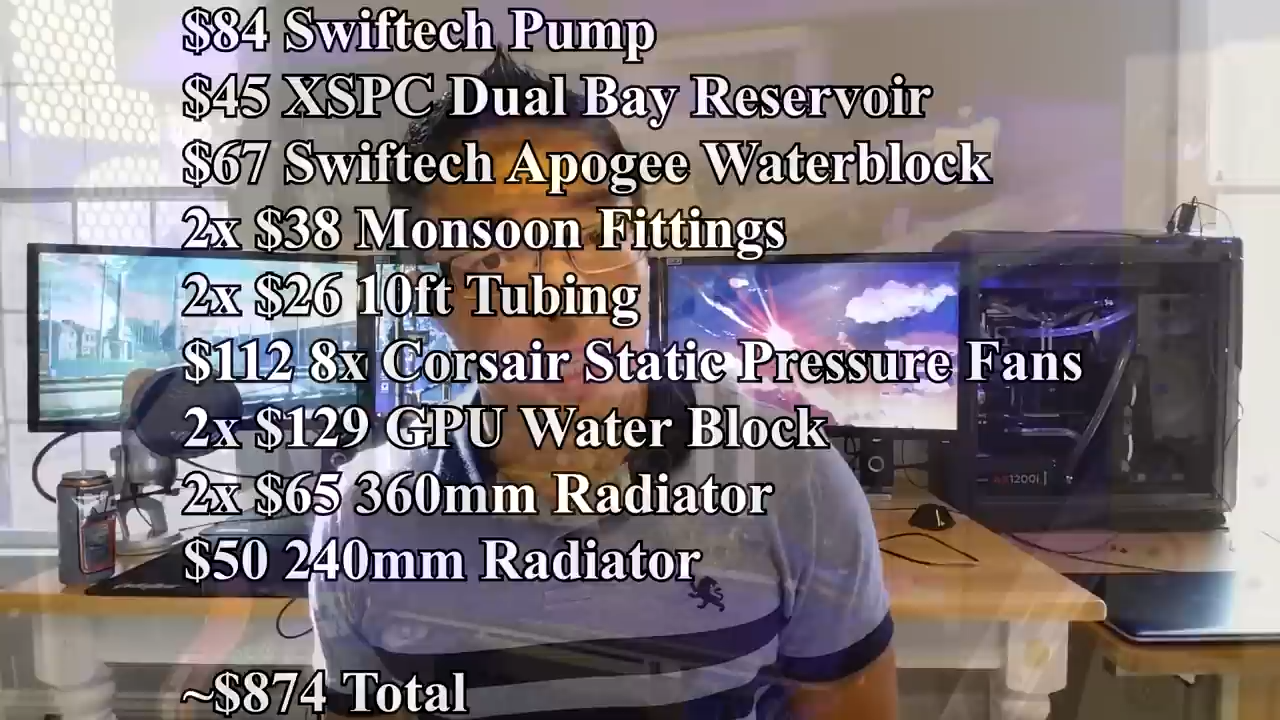 $84 Swiftech Pump
$45 XSPC Dual Bay Reservoir
$67 Swiftech Apogee Waterblock
2x $38 Monsoon Fittings
2x $26 10ft Tubing
$112 8x Corsair Static Pressure Fans
2x $129 GPU Water Block
2x $65 360mm Radiator
$50 240mm Radiator
AX1200i
~$874 Total